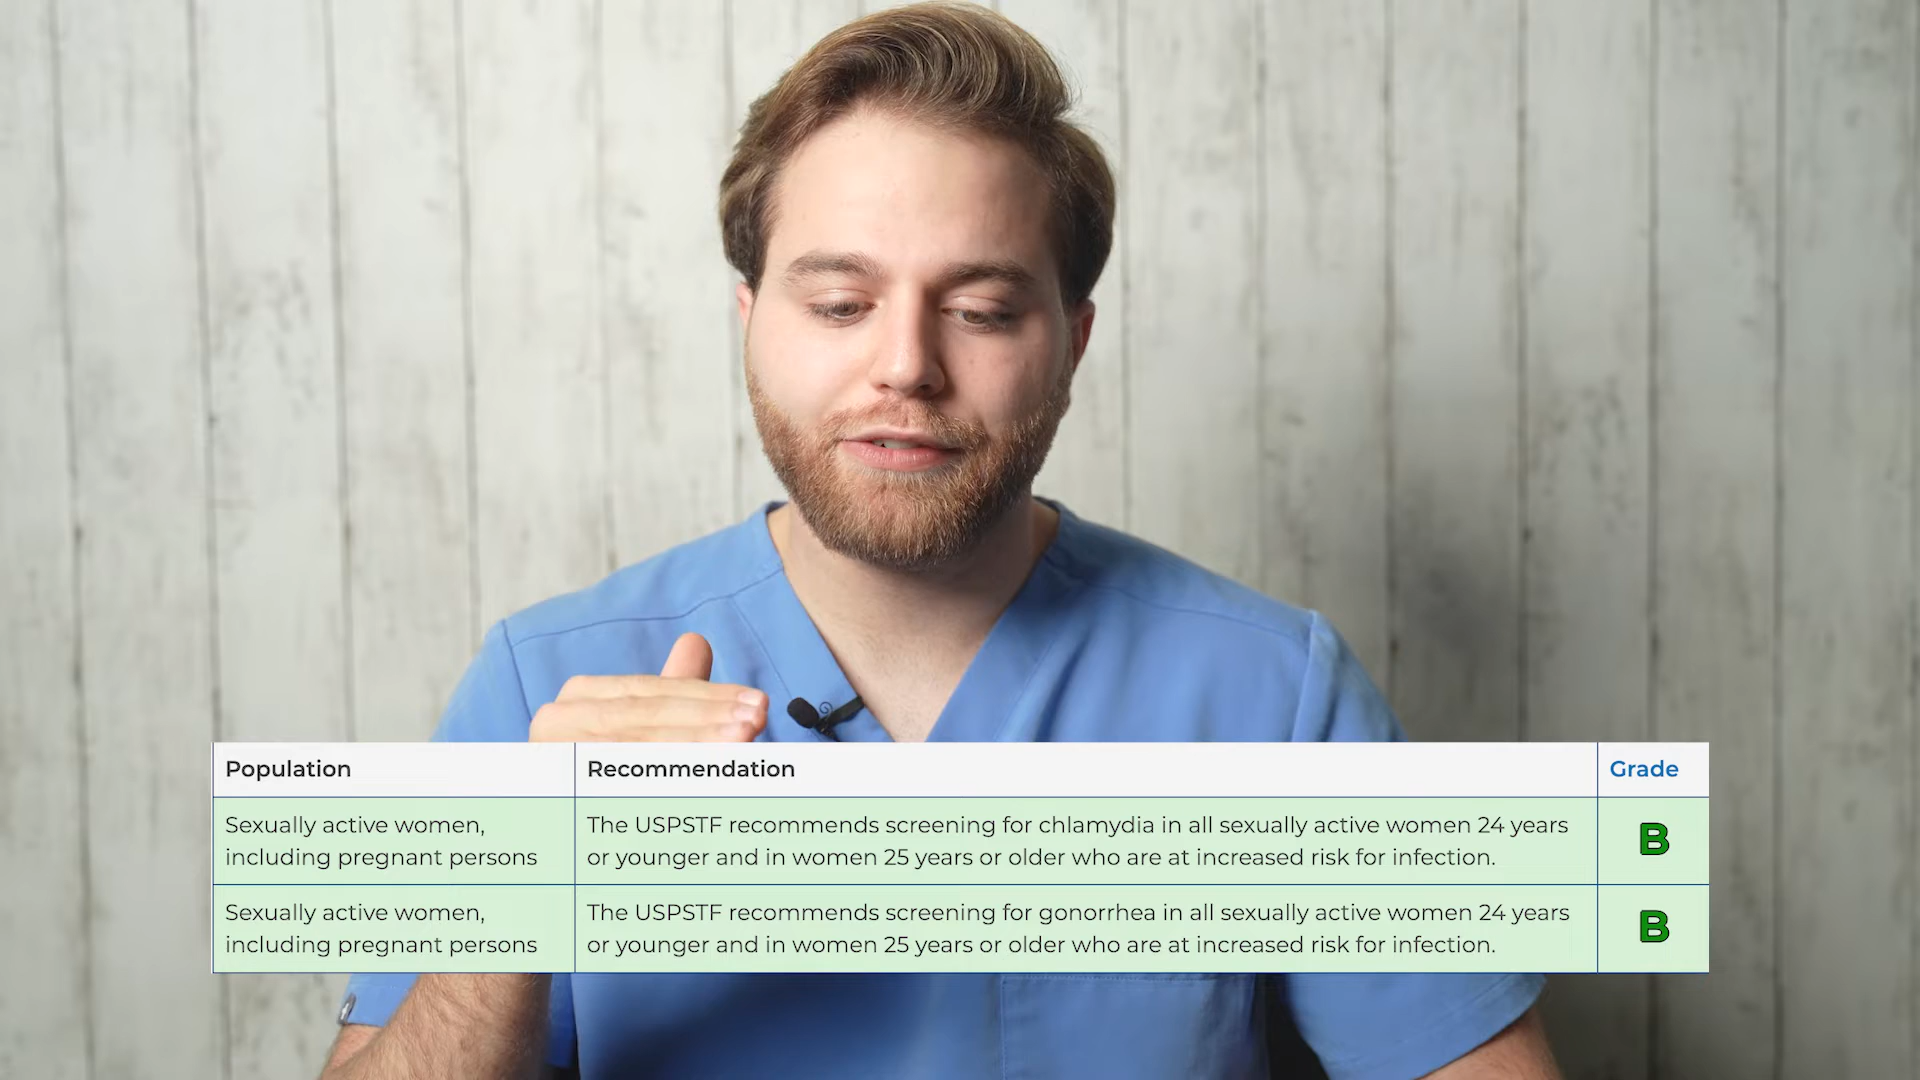 Population Recommendation Grade
Sexually active women, The USPSTF recommends screening for chlamydia in all sexually active women 24 years B
including pregnant persons or younger and in women 25 years or older who are at increased risk for infection.
Sexually active women, The USPSTF recommends screening for gonorrhea in all sexually active women 24 years B
including pregnant persons or younger and in women 25 years or older who are at increased risk for infection.